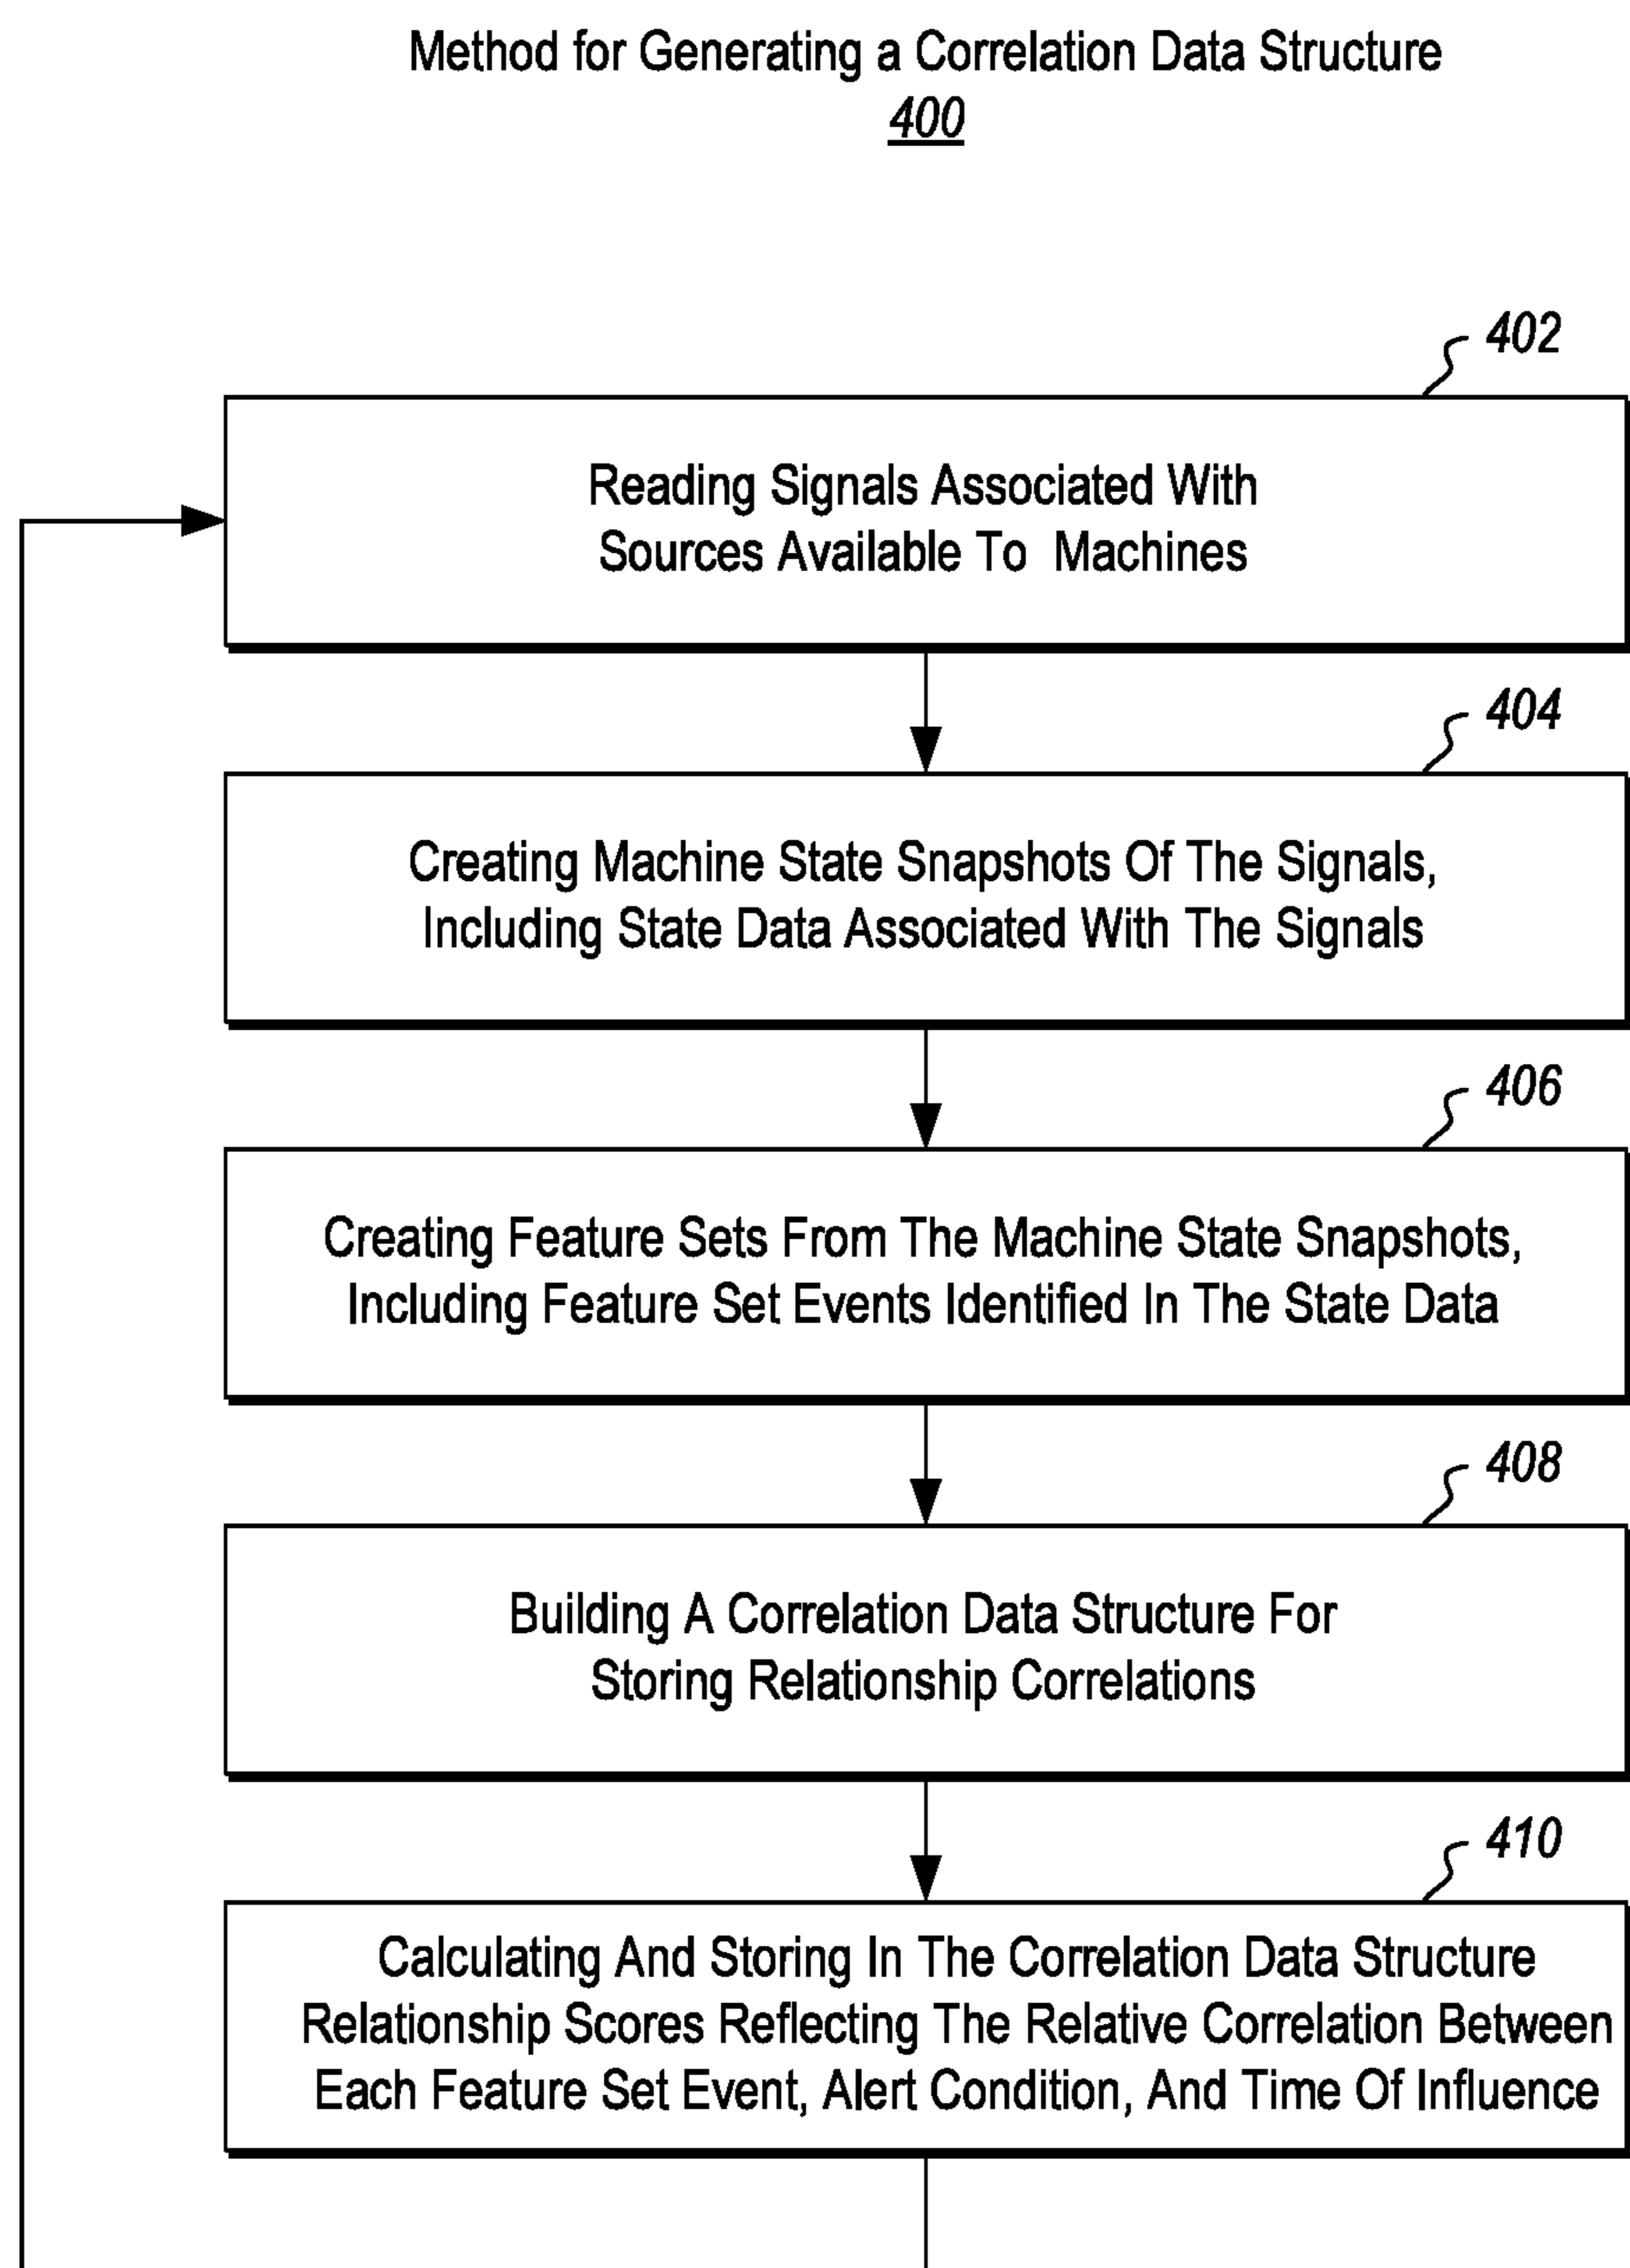 Method for Generating a Correlation Data Structure
400
402
Reading Signals Associated With
Sources Available To Machines
404
Creating Machine State Snapshots Of The Signals,
Including State Data Associated With The Signals
406
Creating Feature Sets From The Machine State Snapshots,
Including Feature Set Events Identified In The State Data
408
Building A Correlation Data Structure For
Storing Relationship Correlations
410
Calculating And Storing In The Correlation Data Structure
Relationship Scores Reflecting The Relative Correlation Between
Each Feature Set Event, Alert Condition, And Time Of Influence